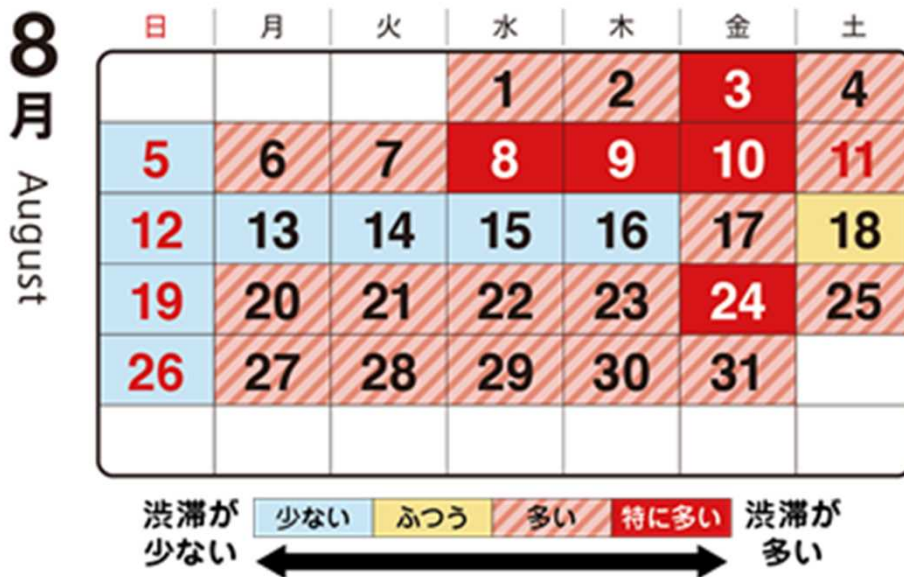 8
月
August
日 月 火 水 木 金 土
1 2 3 4
5 6 7 8 9 10 11
12 13 14 15 16 17 18
19 20 21 22 23 24 25
26 27 28 29 30 31
渋滞が
少ない
少ない ふつう 多い 特に多い
渋滞が
多い